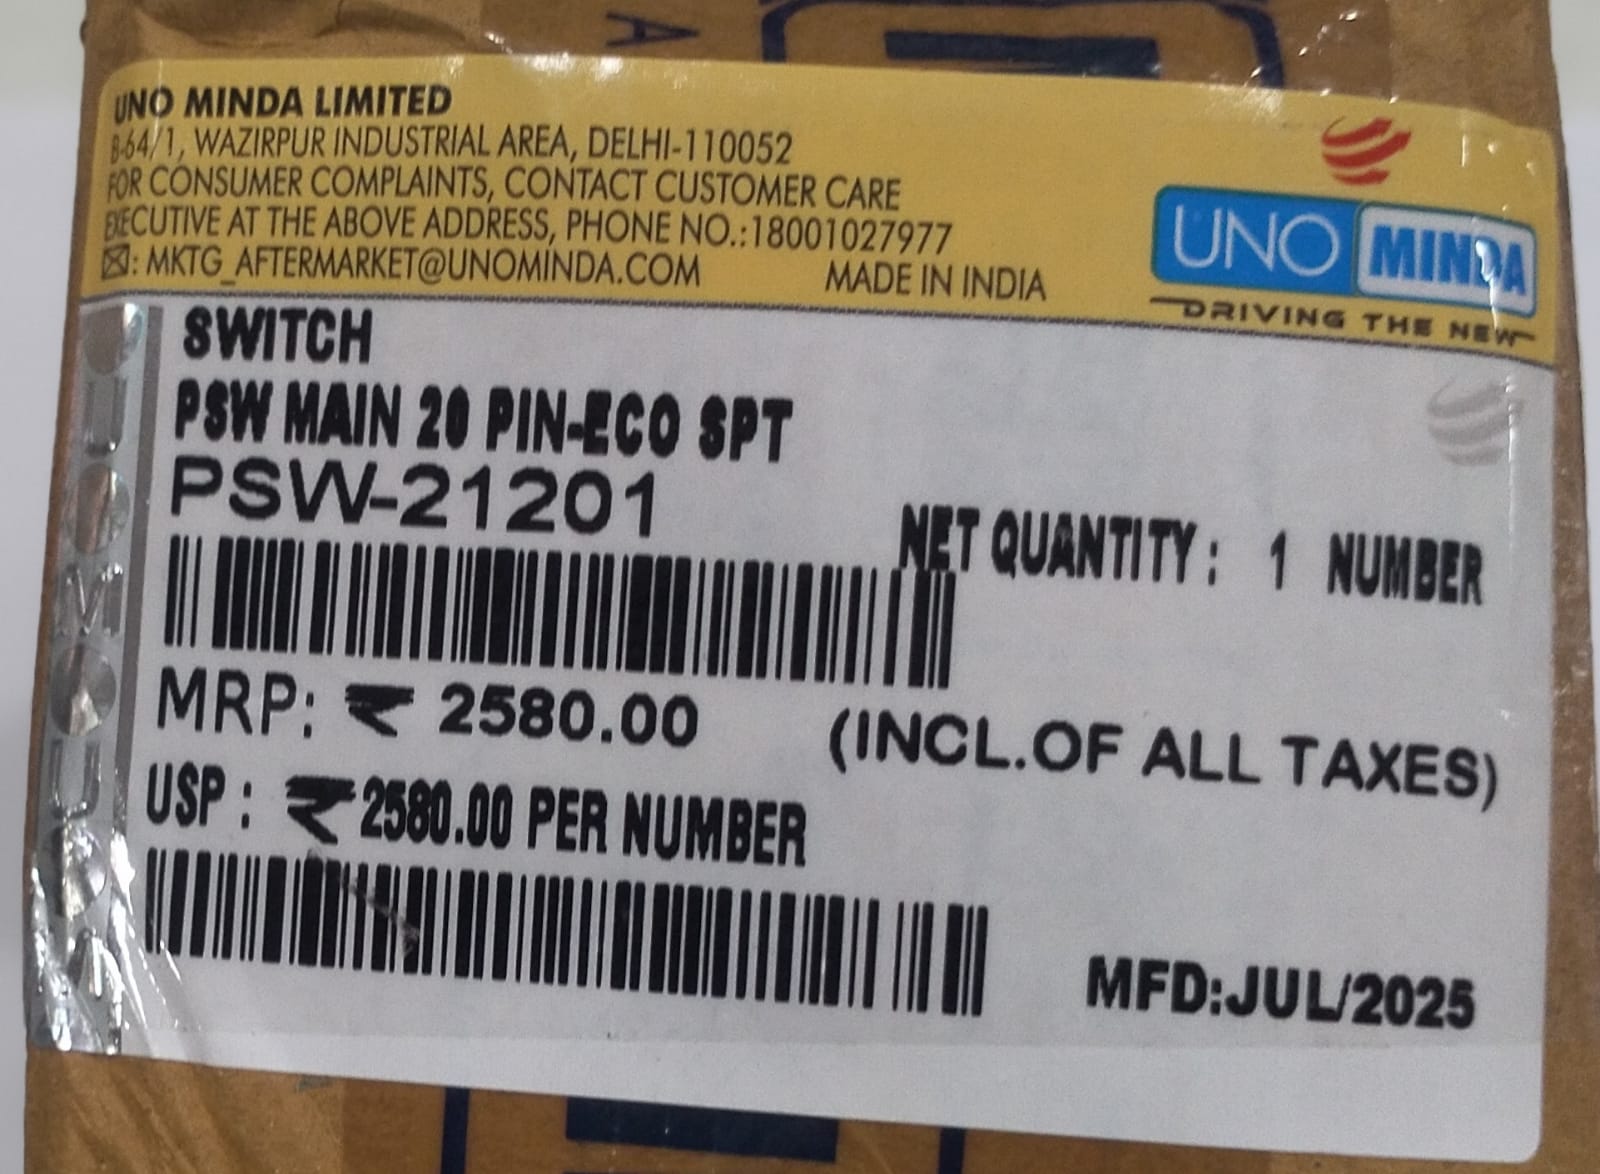 UNO MINDA LIMITED
B-64/1, WAZIRPUR INDUSTRIAL AREA, DELHI-110052
FOR CONSUMER COMPLAINTS, CONTACT CUSTOMER CARE
EXECUTIVE AT THE ABOVE ADDRESS, PHONE NO.:18001027977
: MKTG_AFTERMARKET@UNOMINDA.COM MADE IN INDIA
UNO MINDA
DRIVING THE NEW
SWITCH
PSW MAIN 20 PIN-ECO SPT
PSW-21201
NET QUANTITY : 1 NUMBER
MRP: ₹ 2580.00 (INCL.OF ALL TAXES)
USP : ₹2580.00 PER NUMBER
MFD:JUL/2025